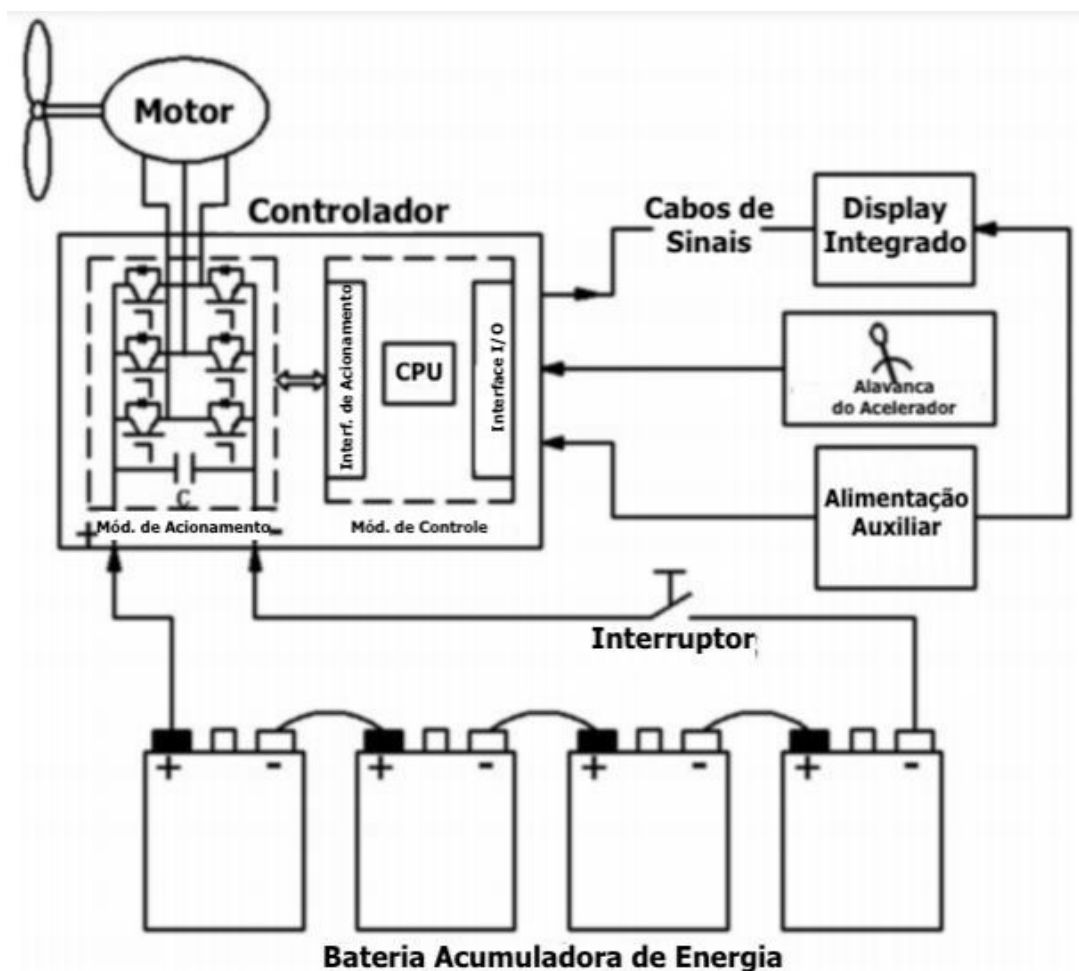 Motor
Controlador
Cabos de
Sinais
Display
Integrado
Interf. de Acionamento
CPU
Interface I/O
Alavanca
do Acelerador
C
+ Mód. de Acionamento -
Mód. de Controle
Alimentação
Auxiliar
Interruptor
+ - + - + - + -
Bateria Acumuladora de Energia